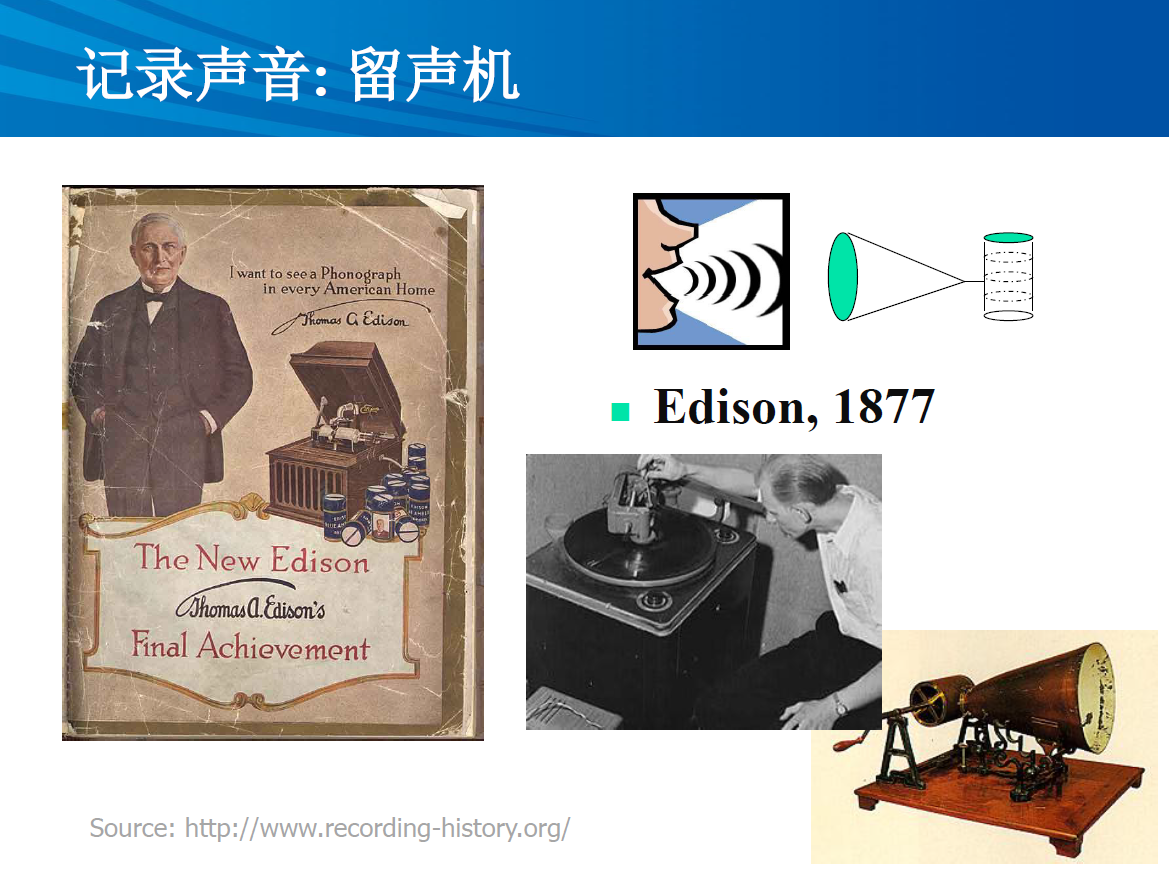 记录声音: 留声机
I want to see a Phonograph
in every American Home
Thomas A Edison
The New Edison
Thomas A. Edison's
Final Achievement
Edison, 1877
Source: http://www.recording-history.org/